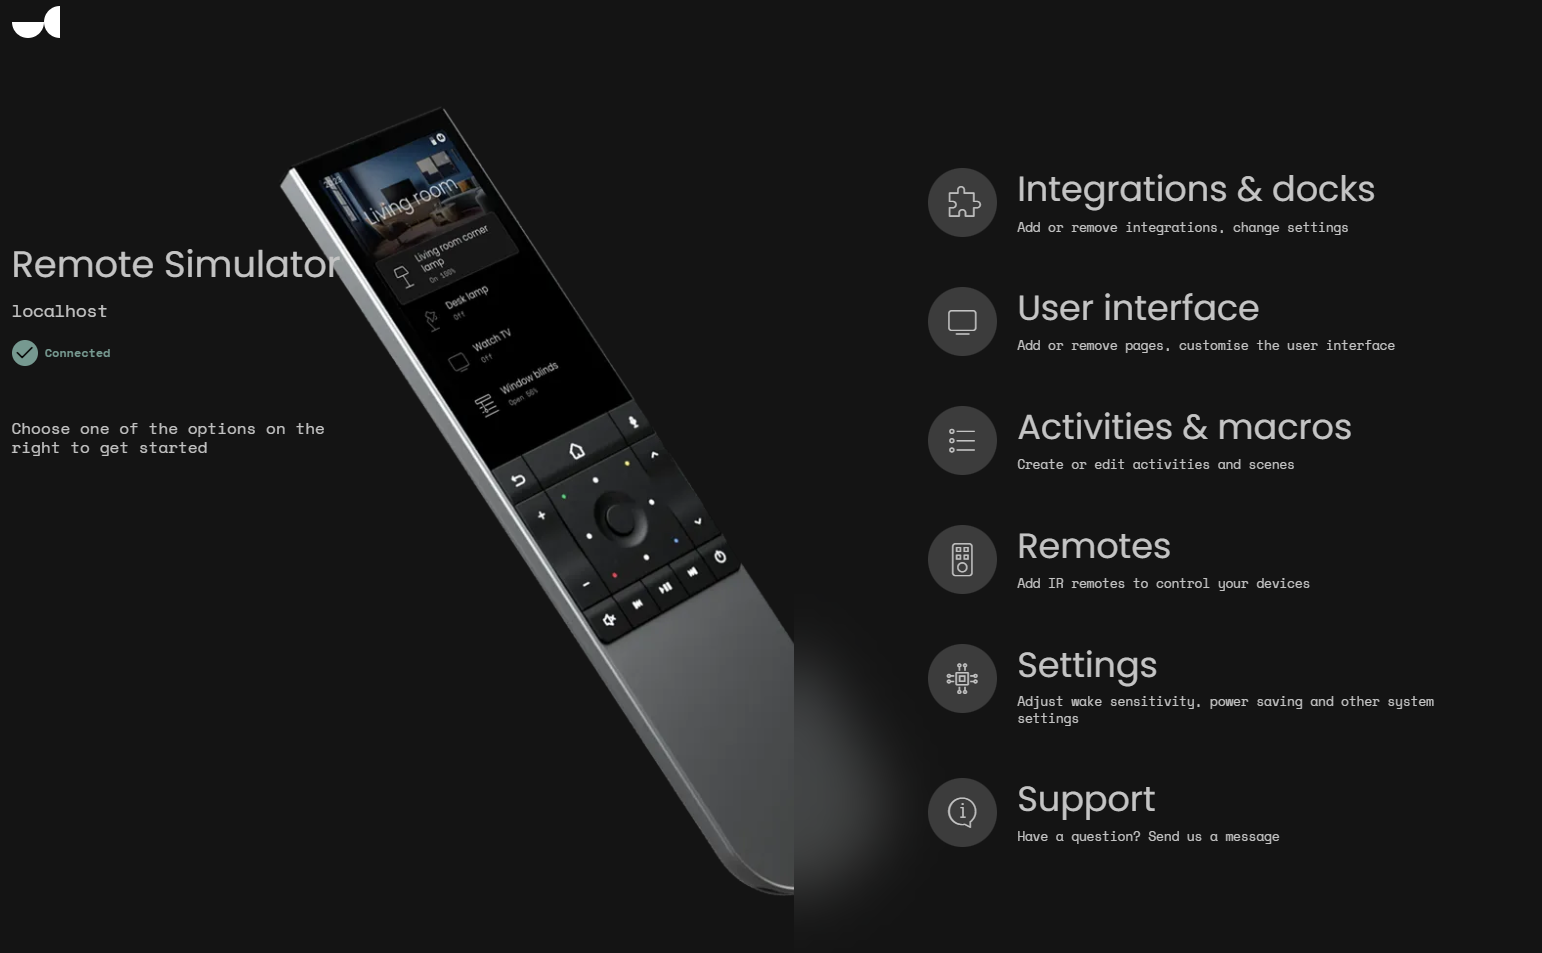 Remote Simulator
localhost
Connected
Choose one of the options on the
right to get started
Living room
Living room corner
lamp
On 100%
Desk lamp
Off
Watch TV
Off
Window blinds
Open 50%
Integrations & docks
Add or remove integrations, change settings
User interface
Add or remove pages, customise the user interface
Activities & macros
Create or edit activities and scenes
Remotes
Add IR remotes to control your devices
Settings
Adjust wake sensitivity, power saving and other system
settings
Support
Have a question? Send us a message